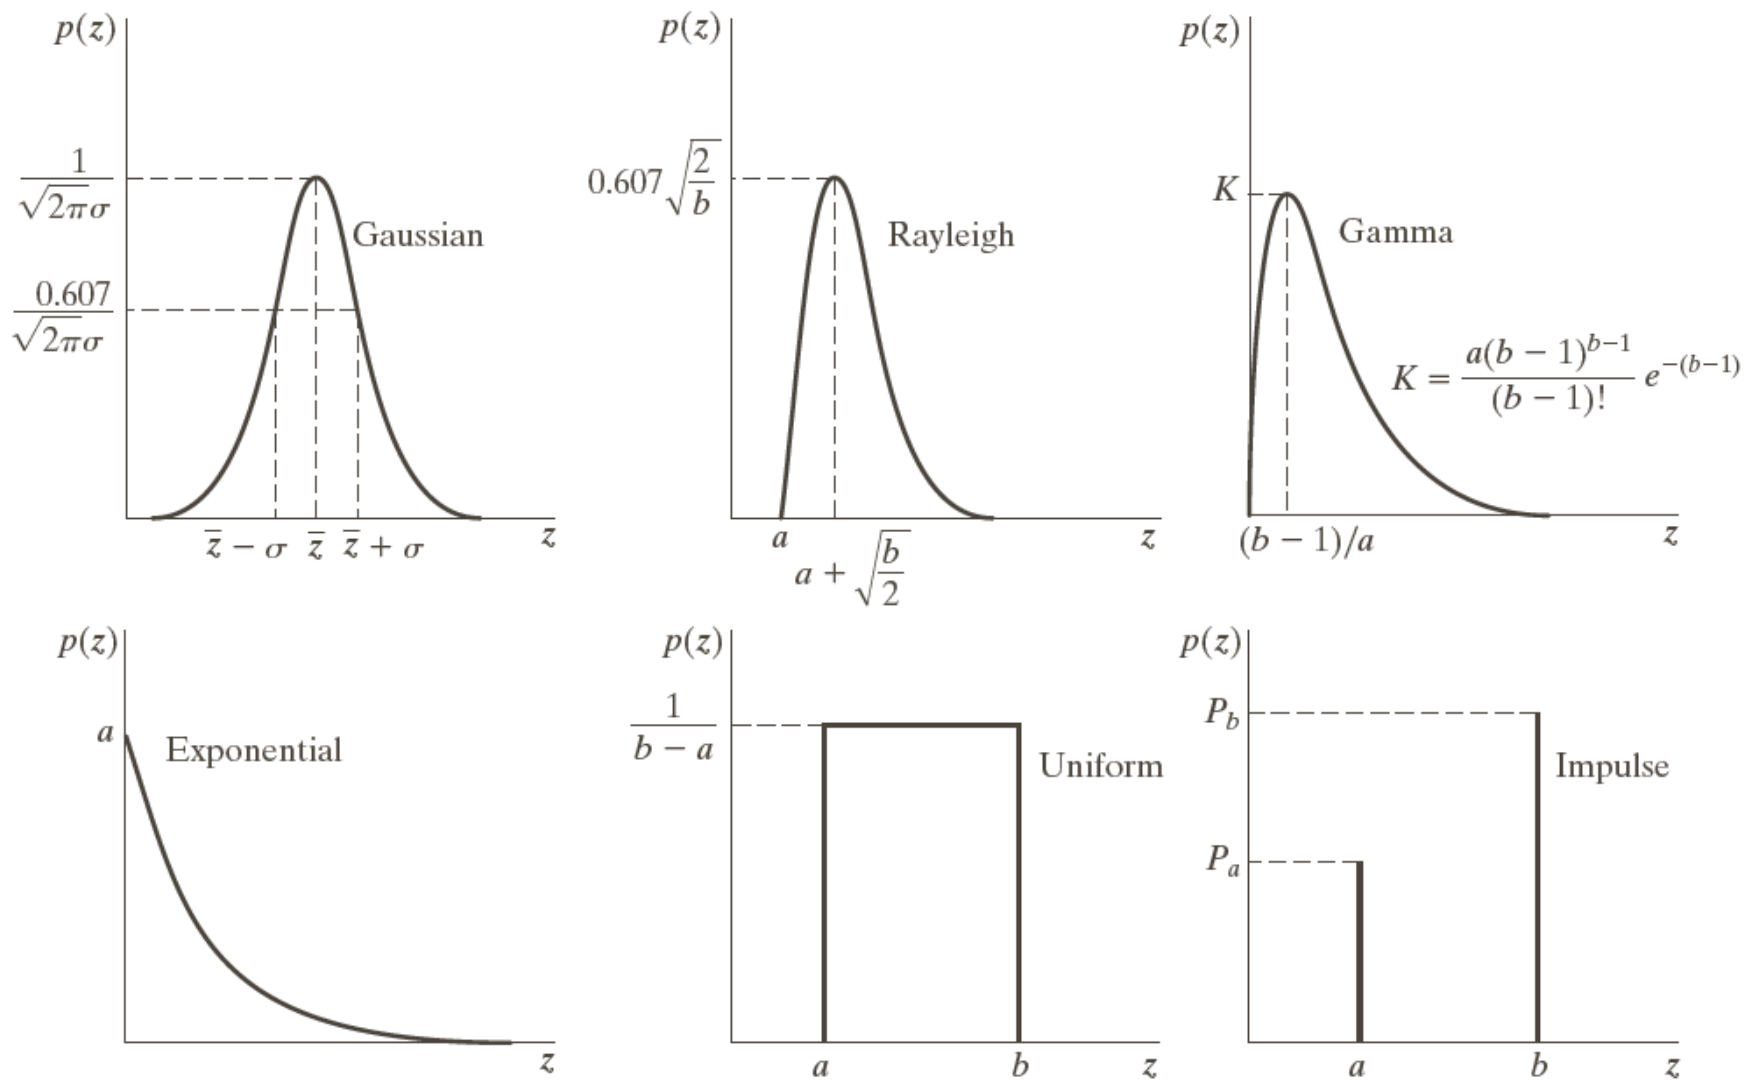 p(z)
1
√2πσ
Gaussian
0.607
√2πσ
z̄ − σ z̄ z̄ + σ z
p(z)
0.607 √2/b
Rayleigh
a z
a + √b/2
p(z)
K
Gamma
K = a(b − 1)^{b−1} / (b − 1)! e^{−(b−1)}
(b − 1)/a z
p(z)
a
Exponential
z
p(z)
1
b − a
Uniform
a b z
p(z)
P_b
Impulse
P_a
a b z